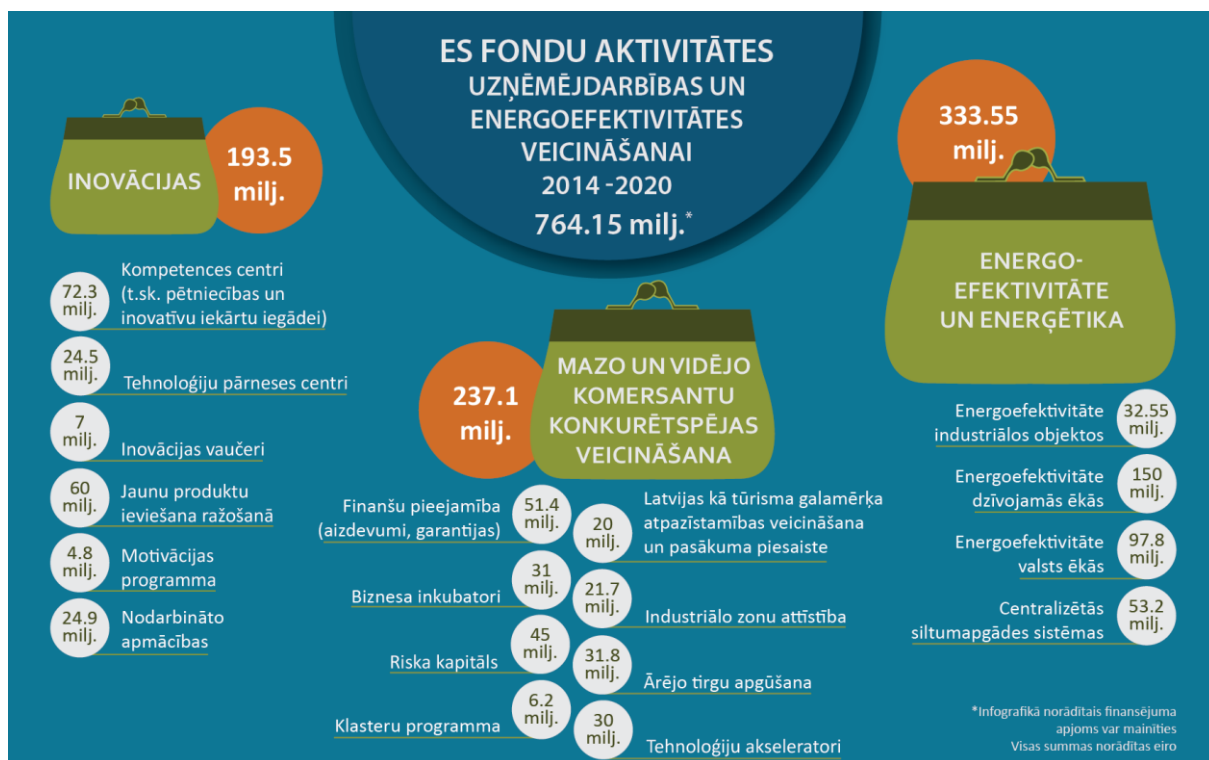 ES FONDU AKTIVITĀTES
UZŅĒMĒJDARBĪBAS UN
ENERGOEFEKTIVITĀTES
VEICINĀŠANAI
2014 -2020
764.15 milj.*
INOVĀCIJAS
193.5
milj.
72.3
milj.
Kompetences centri
(t.sk. pētniecības un
inovatīvu iekārtu iegādei)
24.5
milj.
Tehnoloģiju pārneses centri
7
milj.
Inovācijas vaučeri
60
milj.
Jaunu produktu
ieviešana ražošanā
4.8
milj.
Motivācijas
programma
24.9
milj.
Nodarbināto
apmācības
237.1
milj.
MAZO UN VIDĒJO
KOMERSANTU
KONKURĒTSPĒJAS
VEICINĀŠANA
Finanšu pieejamība
(aizdevumi, garantijas)
51.4
milj.
Biznesa inkubatori
31
milj.
Riska kapitāls
45
milj.
Klasteru programma
6.2
milj.
20
milj.
Latvijas kā tūrisma galamērķa
atpazīstamības veicināšana
un pasākuma piesaiste
21.7
milj.
Industriālo zonu attīstība
31.8
milj.
Ārējo tirgu apgūšana
30
milj.
Tehnoloģiju akseleratori
333.55
milj.
ENERGO-
EFEKTIVITĀTE
UN ENERĢĒTIKA
Energoefektivitāte
industriālos objektos
32.55
milj.
Energoefektivitāte
dzīvojamās ēkās
150
milj.
Energoefektivitāte
valsts ēkās
97.8
milj.
Centralizētās
siltumapgādes sistēmas
53.2
milj.
*Infografikā norādītais finansējuma
apjoms var mainīties
Visas summas norādītas eiro